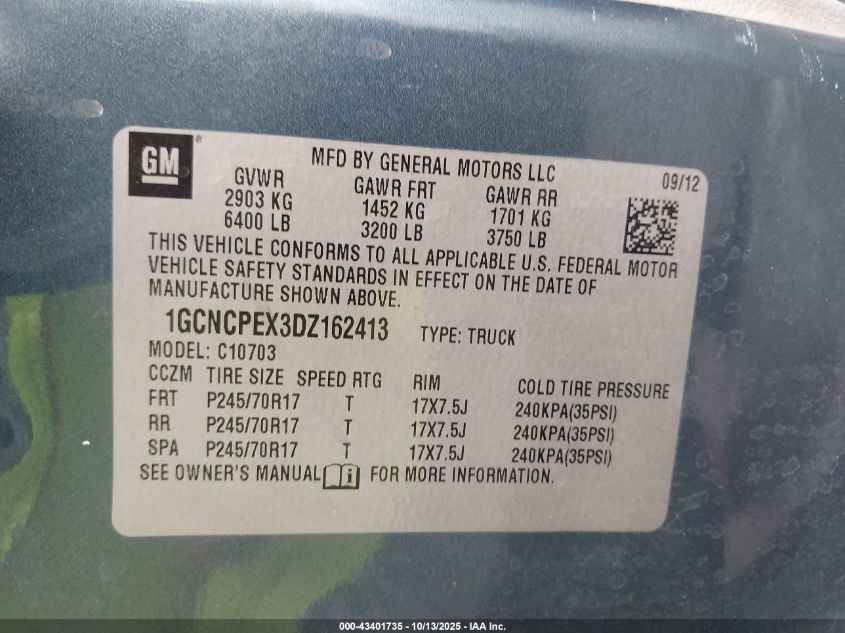 GM ®
MFD BY GENERAL MOTORS LLC 09/12
GVWR GAWR FRT GAWR RR
2903 KG 1452 KG 1701 KG
6400 LB 3200 LB 3750 LB
THIS VEHICLE CONFORMS TO ALL APPLICABLE U.S. FEDERAL MOTOR
VEHICLE SAFETY STANDARDS IN EFFECT ON THE DATE OF
MANUFACTURE SHOWN ABOVE.
1GCNCPEX3DZ162413 TYPE: TRUCK
MODEL: C10703
CCZM TIRE SIZE SPEED RTG RIM COLD TIRE PRESSURE
FRT P245/70R17 T 17X7.5J 240KPA(35PSI)
RR P245/70R17 T 17X7.5J 240KPA(35PSI)
SPA P245/70R17 T 17X7.5J 240KPA(35PSI)
SEE OWNER'S MANUAL i FOR MORE INFORMATION.
000-43401735 - 10/13/2025 - IAA Inc.